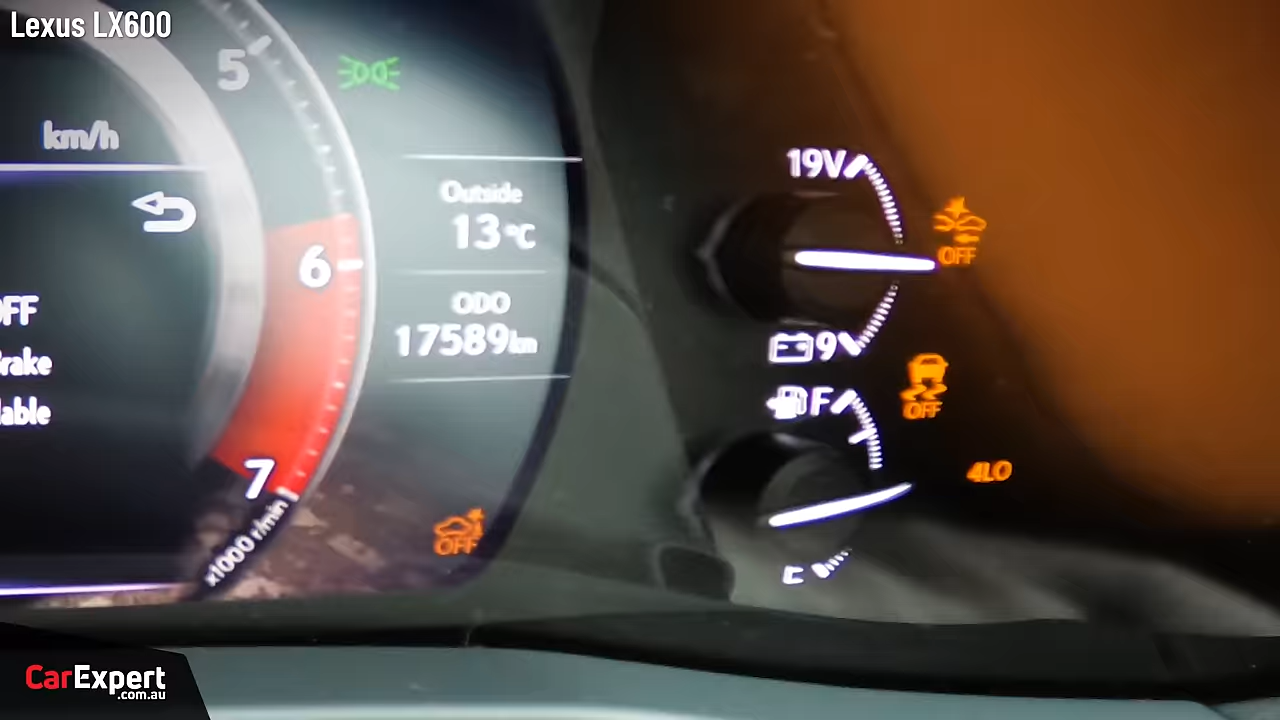 Lexus LX600
5
km/h
Outside
13°C
6
ODO
17589km
7
x1000 r/min
OFF
19V
OFF
9
F
OFF
4LO
E
CarExpert
.com.au